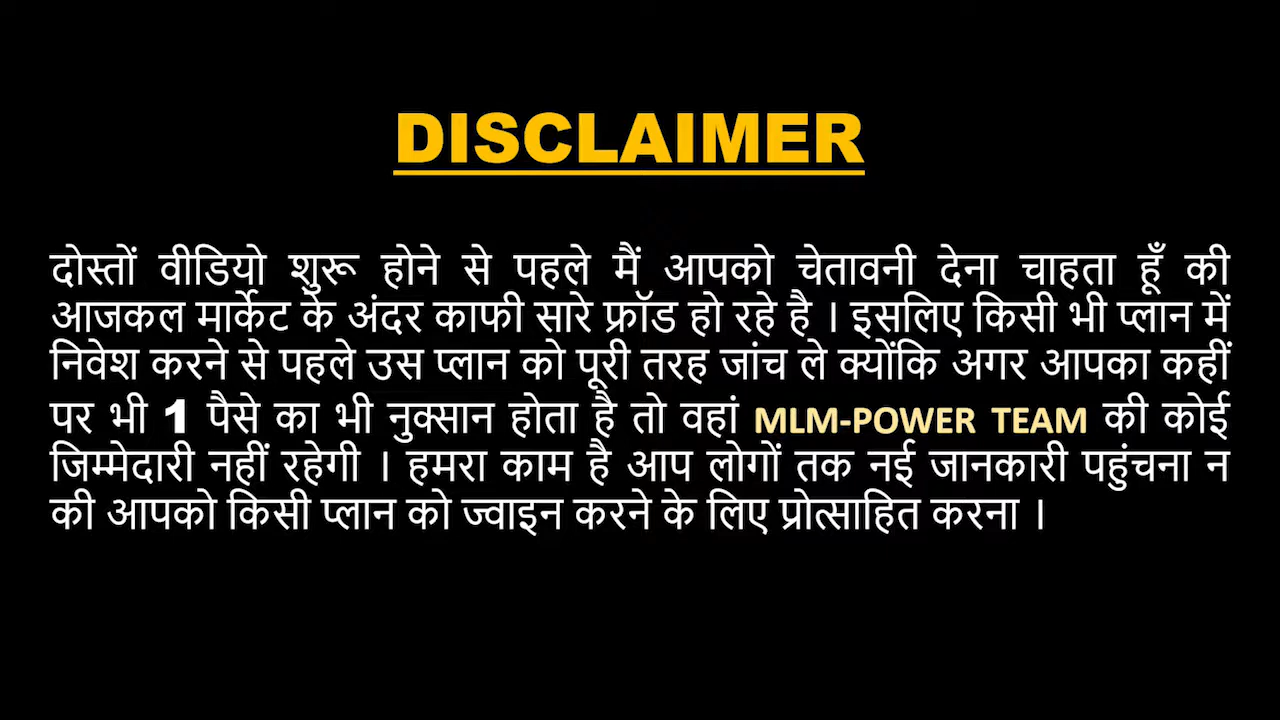 DISCLAIMER
दोस्तों वीडियो शुरू होने से पहले मैं आपको चेतावनी देना चाहता हूँ की
आजकल मार्केट के अंदर काफी सारे फ्रॉड हो रहे है । इसलिए किसी भी प्लान में
निवेश करने से पहले उस प्लान को पूरी तरह जांच ले क्योंकि अगर आपका कहीं
पर भी 1 पैसे का भी नुक्सान होता है तो वहां MLM-POWER TEAM की कोई
जिम्मेदारी नहीं रहेगी । हमरा काम है आप लोगों तक नई जानकारी पहुंचना न
की आपको किसी प्लान को ज्वाइन करने के लिए प्रोत्साहित करना ।